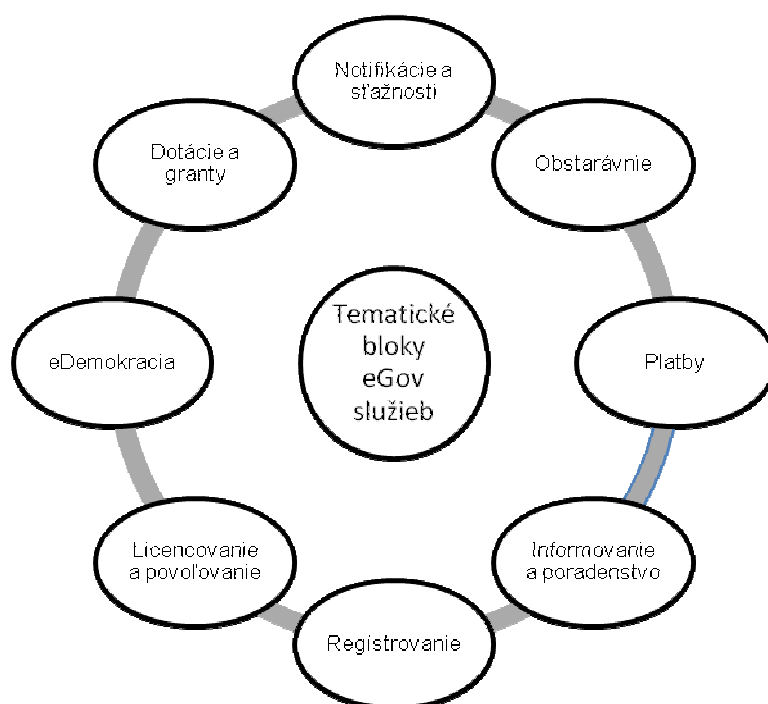 Notifikácie a
sťažnosti
Obstarávnie
Platby
Informovanie
a poradenstvo
Registrovanie
Licencovanie
a povoľovanie
eDemokracia
Dotácie a
granty
Tematické
bloky
eGov
služieb